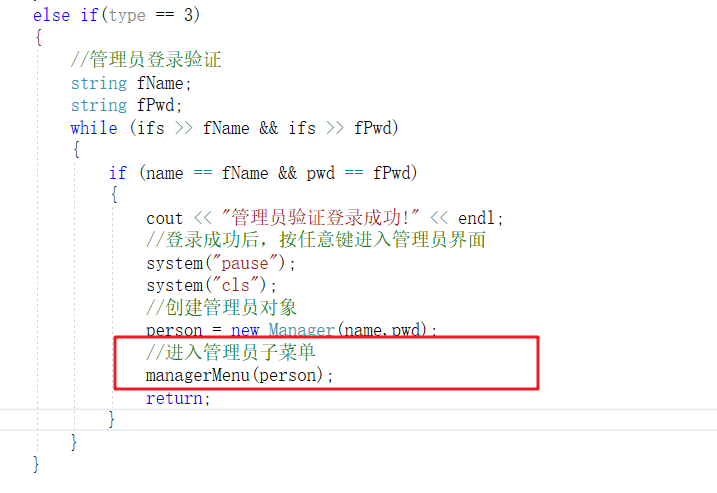 else if(type == 3)
{
//管理员登录验证
string fName;
string fPwd;
while (ifs >> fName && ifs >> fPwd)
{
if (name == fName && pwd == fPwd)
{
cout << "管理员验证登录成功!" << endl;
//登录成功后，按任意键进入管理员界面
system("pause");
system("cls");
//创建管理员对象
person = new Manager(name,pwd);
//进入管理员子菜单
managerMenu(person);
return;
}
}
}